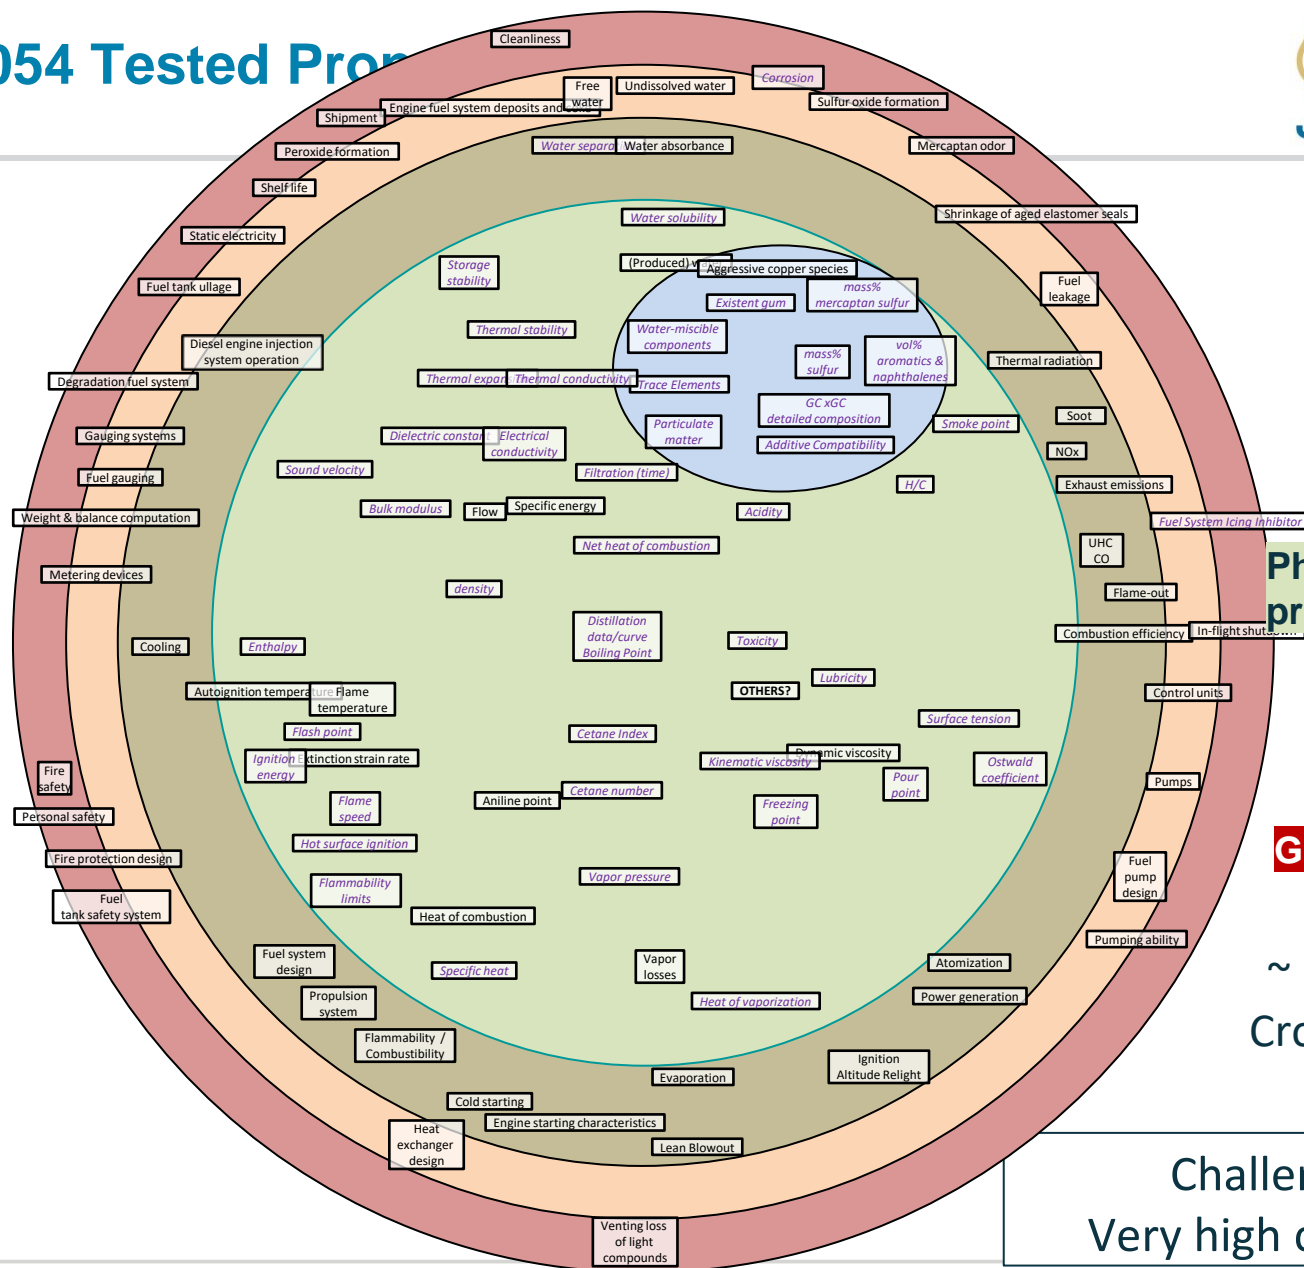 054 Tested Prop
Cleanliness
Corrosion
Free
water
Undissolved water
Sulfur oxide formation
Engine fuel system deposits and
Shipment
Peroxide formation
Water separa
Water absorbance
Mercaptan odor
Shelf life
Shrinkage of aged elastomer seals
Water solubility
Static electricity
(Produced)
Aggressive copper species
Storage
stability
Fuel tank ullage
Fuel
leakage
mass%
mercaptan sulfur
Existent gum
Thermal stability
Water-miscible
components
Diesel engine injection
system operation
mass%
sulfur
vol%
aromatics &
naphthalenes
Thermal radiation
Degradation fuel system
Thermal expan
Thermal conductivity
Trace Elements
GC xGC
detailed composition
Soot
Smoke point
Particulate
matter
Additive Compatibility
Gauging systems
Dielectric constant
Electrical
conductivity
NOx
Sound velocity
Filtration (time)
Fuel gauging
H/C
Exhaust emissions
Bulk modulus
Flow
Specific energy
Acidity
Weight & balance computation
Fuel System Icing Inhibitor
Net heat of combustion
UHC
CO
Ph
pr
Metering devices
density
Flame-out
Distillation
data/curve
Boiling Point
Toxicity
Combustion efficiency
In-flight shutdown
Cooling
Enthalpy
Lubricity
OTHERS?
Control units
Autoignition temperature
Flame
temperature
Flash point
Cetane Index
Surface tension
Ignition
energy
Extinction strain rate
Kinematic viscosity
Dynamic viscosity
Ostwald
coefficient
Fire
safety
Pour
point
Pumps
Cetane number
Aniline point
Flame
speed
Freezing
point
Personal safety
Hot surface ignition
G
Fire protection design
Vapor pressure
Fuel
pump
design
Flammability
limits
Fuel
tank safety system
Heat of combustion
Pumping ability
Fuel system
design
Specific heat
Vapor
losses
Atomization
~
Propulsion
system
Heat of vaporization
Power generation
Cro
Flammability /
Combustibility
Ignition
Altitude Relight
Evaporation
Cold starting
Engine starting characteristics
Heat
exchanger
design
Lean Blowout
Challen
Very high c
Venting loss
of light
compounds